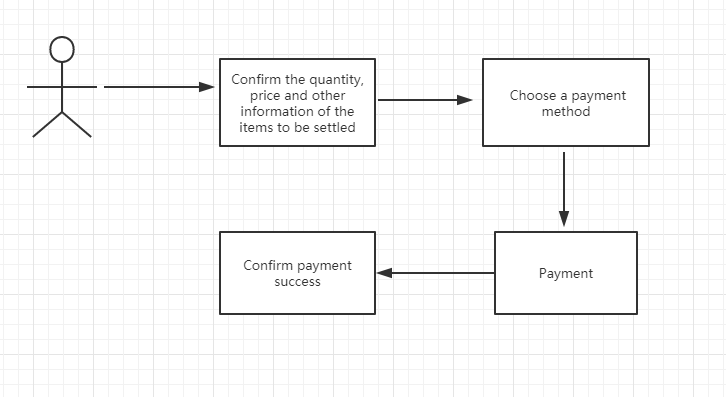 Confirm the quantity,
price and other
information of the
items to be settled
Choose a payment
method
Payment
Confirm payment
success